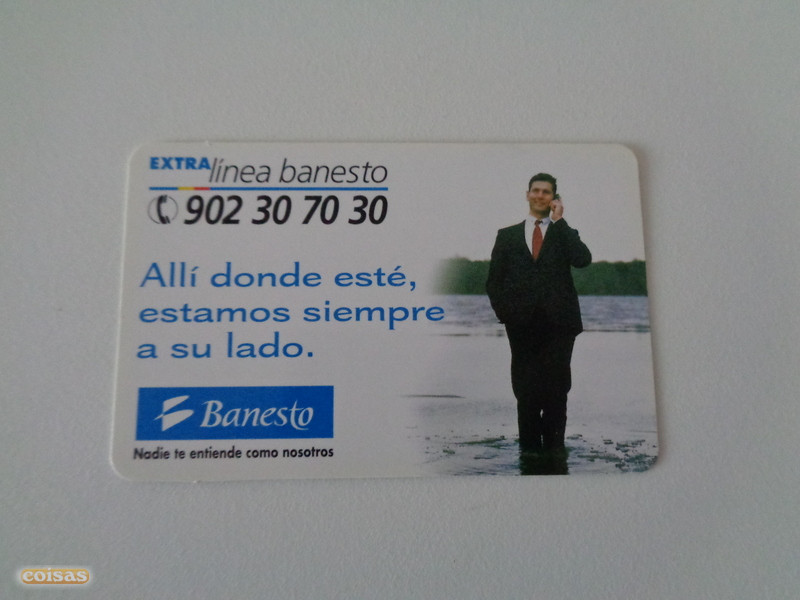 EXTRA línea banesto
902 30 70 30
Allí donde esté,
estamos siempre
a su lado.
Banesto
Nadie te entiende como nosotros
coisas